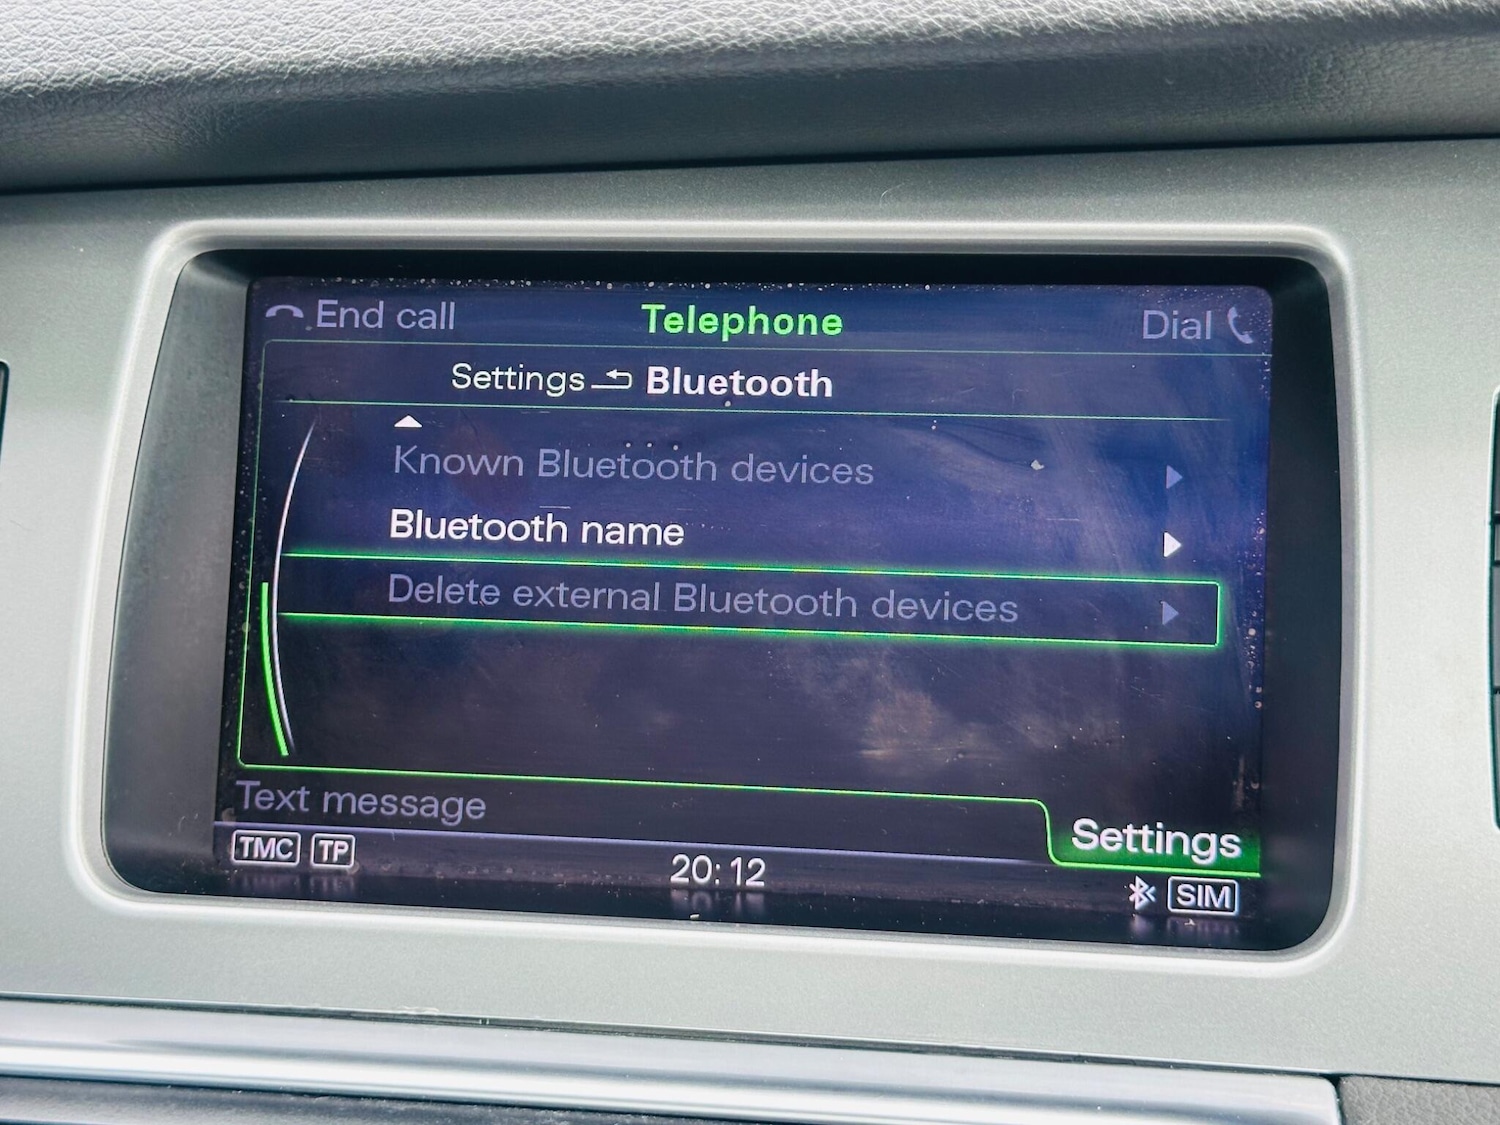 End call Telephone Dial
Settings Bluetooth
Known Bluetooth devices
Bluetooth name
Delete external Bluetooth devices
Text message Settings
TMC TP 20:12 SIM